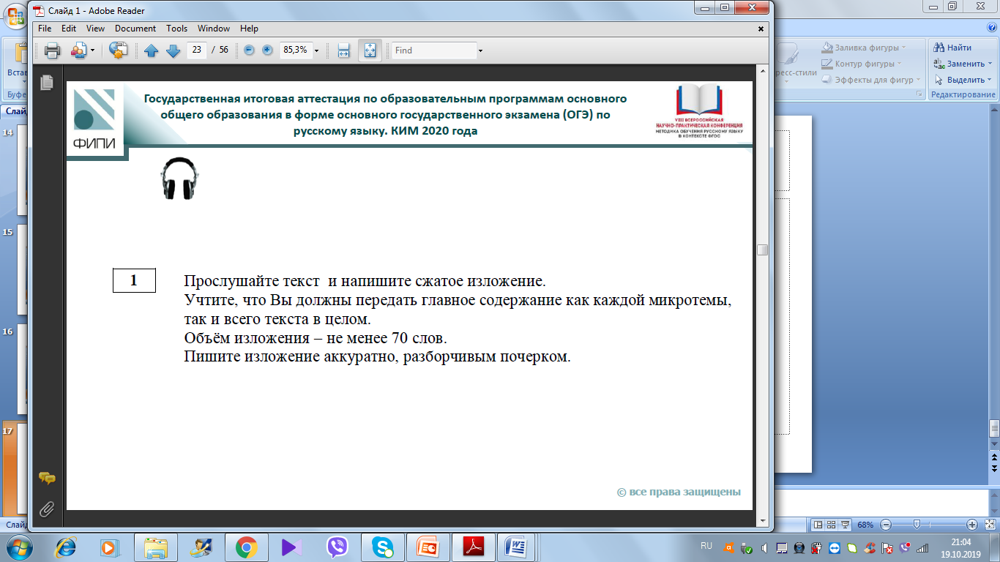 Слайд 1 - Adobe Reader
File Edit View Document Tools Window Help
23 / 56 85,3% Find
Встав
Буфе
Заливка фигуры
Контур фигуры
Эффекты для фигур
ресс-стили
Найти
Заменить
Выделить
Редактирование
Слайд
14
15
16
17
ФИПИ
Государственная итоговая аттестация по образовательным программам основного
общего образования в форме основного государственного экзамена (ОГЭ) по
русскому языку. КИМ 2020 года
VIII ВСЕРОССИЙСКАЯ
НАУЧНО-ПРАКТИЧЕСКАЯ КОНФЕРЕНЦИЯ
МЕТОДИКА ОБУЧЕНИЯ РУССКОМУ ЯЗЫКУ
В КОНТЕКСТЕ ФГОС
1
Прослушайте текст и напишите сжатое изложение.
Учтите, что Вы должны передать главное содержание как каждой микротемы,
так и всего текста в целом.
Объём изложения – не менее 70 слов.
Пишите изложение аккуратно, разборчивым почерком.
© все права защищены
Слайд
68%
RU
21:04
19.10.2019